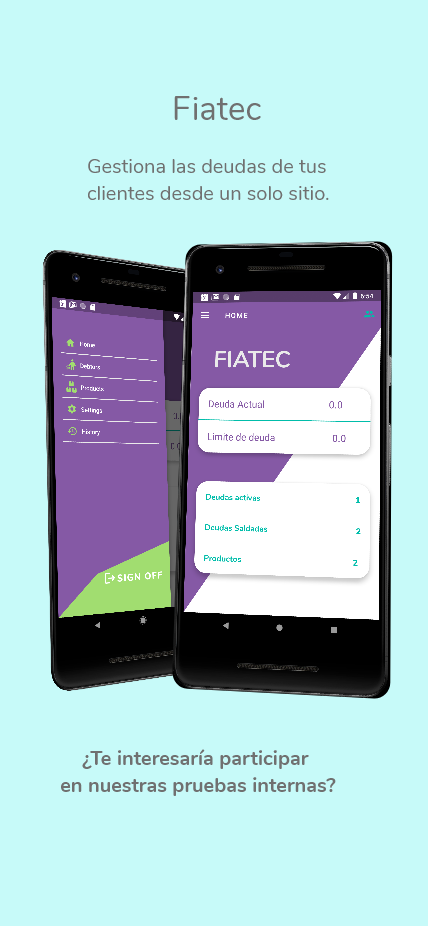 Fiatec
Gestiona las deudas de tus
clientes desde un solo sitio.
Home
Debtors
Products
Settings
History
SIGN OFF
6:54
HOME
FIATEC
Deuda Actual 0.0
Limite de deuda 0.0
Deudas activas 1
Deudas Saldadas 2
Productos 2
¿Te interesaría participar
en nuestras pruebas internas?